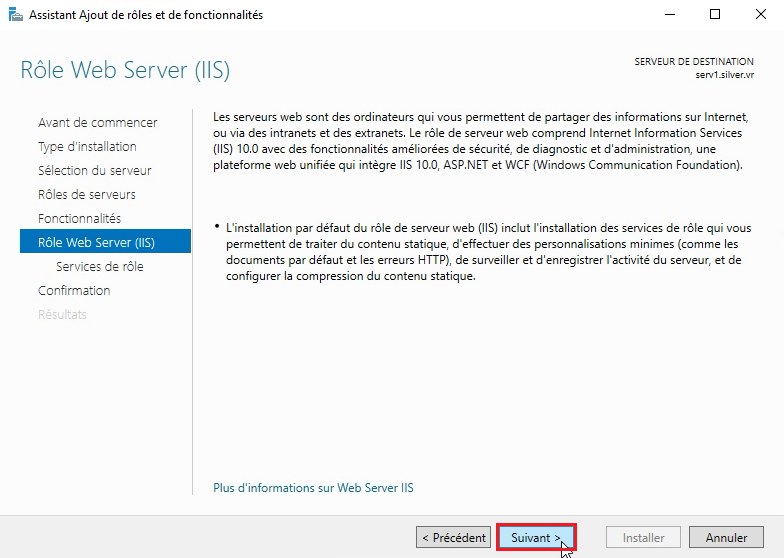 Assistant Ajout de rôles et de fonctionnalités
Rôle Web Server (IIS)
SERVEUR DE DESTINATION
serv1.silver.vr
Avant de commencer
Type d'installation
Sélection du serveur
Rôles de serveurs
Fonctionnalités
Rôle Web Server (IIS)
Services de rôle
Confirmation
Résultats
Les serveurs web sont des ordinateurs qui vous permettent de partager des informations sur Internet,
ou via des intranets et des extranets. Le rôle de serveur web comprend Internet Information Services
(IIS) 10.0 avec des fonctionnalités améliorées de sécurité, de diagnostic et d'administration, une
plateforme web unifiée qui intègre IIS 10.0, ASP.NET et WCF (Windows Communication Foundation).
• L'installation par défaut du rôle de serveur web (IIS) inclut l'installation des services de rôle qui vous
permettent de traiter du contenu statique, d'effectuer des personnalisations minimes (comme les
documents par défaut et les erreurs HTTP), de surveiller et d'enregistrer l'activité du serveur, et de
configurer la compression du contenu statique.
Plus d'informations sur Web Server IIS
< Précédent
Suivant >
Installer
Annuler